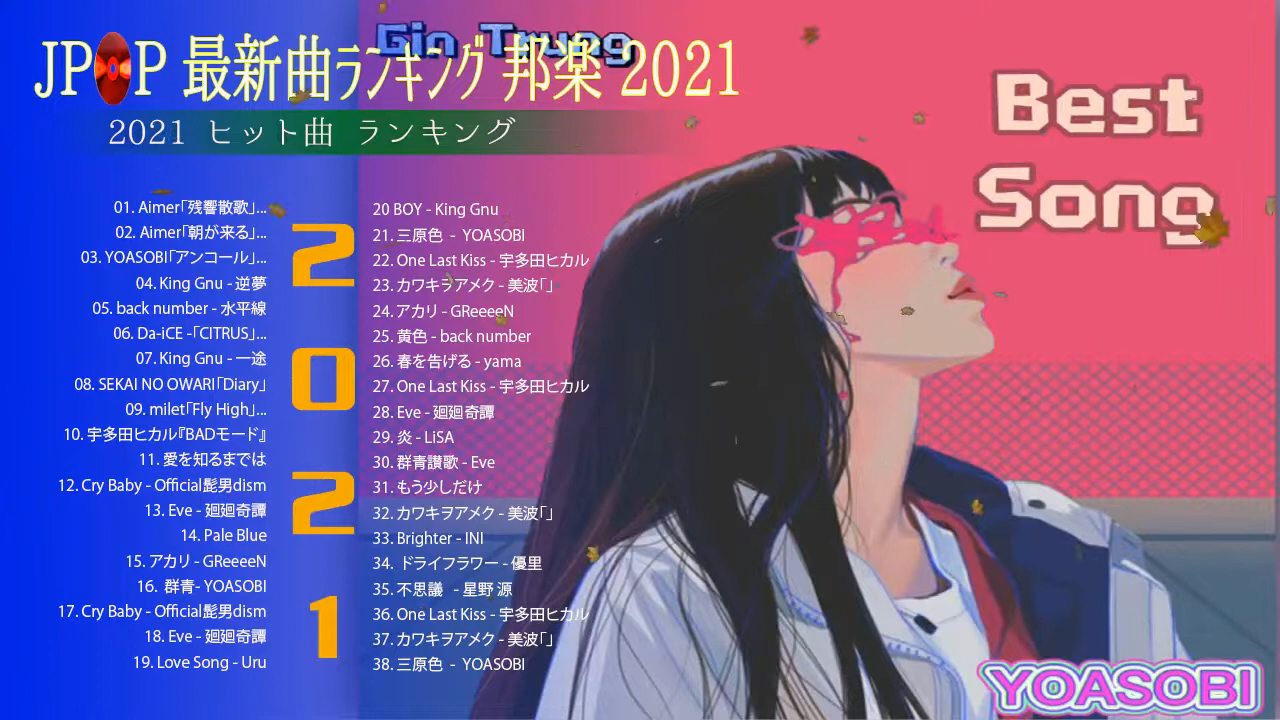 Gin Trung
JPOP 最新曲ランキング 邦楽 2021
2021 ヒット曲 ランキング
Best
Song
01. Aimer「残響散歌」...
02. Aimer「朝が来る」...
03. YOASOBI「アンコール」...
04. King Gnu - 逆夢
05. back number - 水平線
06. Da-iCE -「CITRUS」...
07. King Gnu - 一途
08. SEKAI NO OWARI「Diary」
09. milet「Fly High」...
10. 宇多田ヒカル『BADモード』
11. 愛を知るまでは
12. Cry Baby - Official髭男dism
13. Eve - 廻廻奇譚
14. Pale Blue
15. アカリ - GReeeeN
16. 群青- YOASOBI
17. Cry Baby - Official髭男dism
18. Eve - 廻廻奇譚
19. Love Song - Uru
2
0
2
1
20 BOY - King Gnu
21. 三原色 - YOASOBI
22. One Last Kiss - 宇多田ヒカル
23. カワキヲアメク - 美波「」
24. アカリ - GReeeeN
25. 黄色 - back number
26. 春を告げる - yama
27. One Last Kiss - 宇多田ヒカル
28. Eve - 廻廻奇譚
29. 炎 - LiSA
30. 群青讃歌 - Eve
31. もう少しだけ
32. カワキヲアメク - 美波「」
33. Brighter - INI
34. ドライフラワー - 優里
35. 不思議 - 星野 源
36. One Last Kiss - 宇多田ヒカル
37. カワキヲアメク - 美波「」
38. 三原色 - YOASOBI
YOASOBI